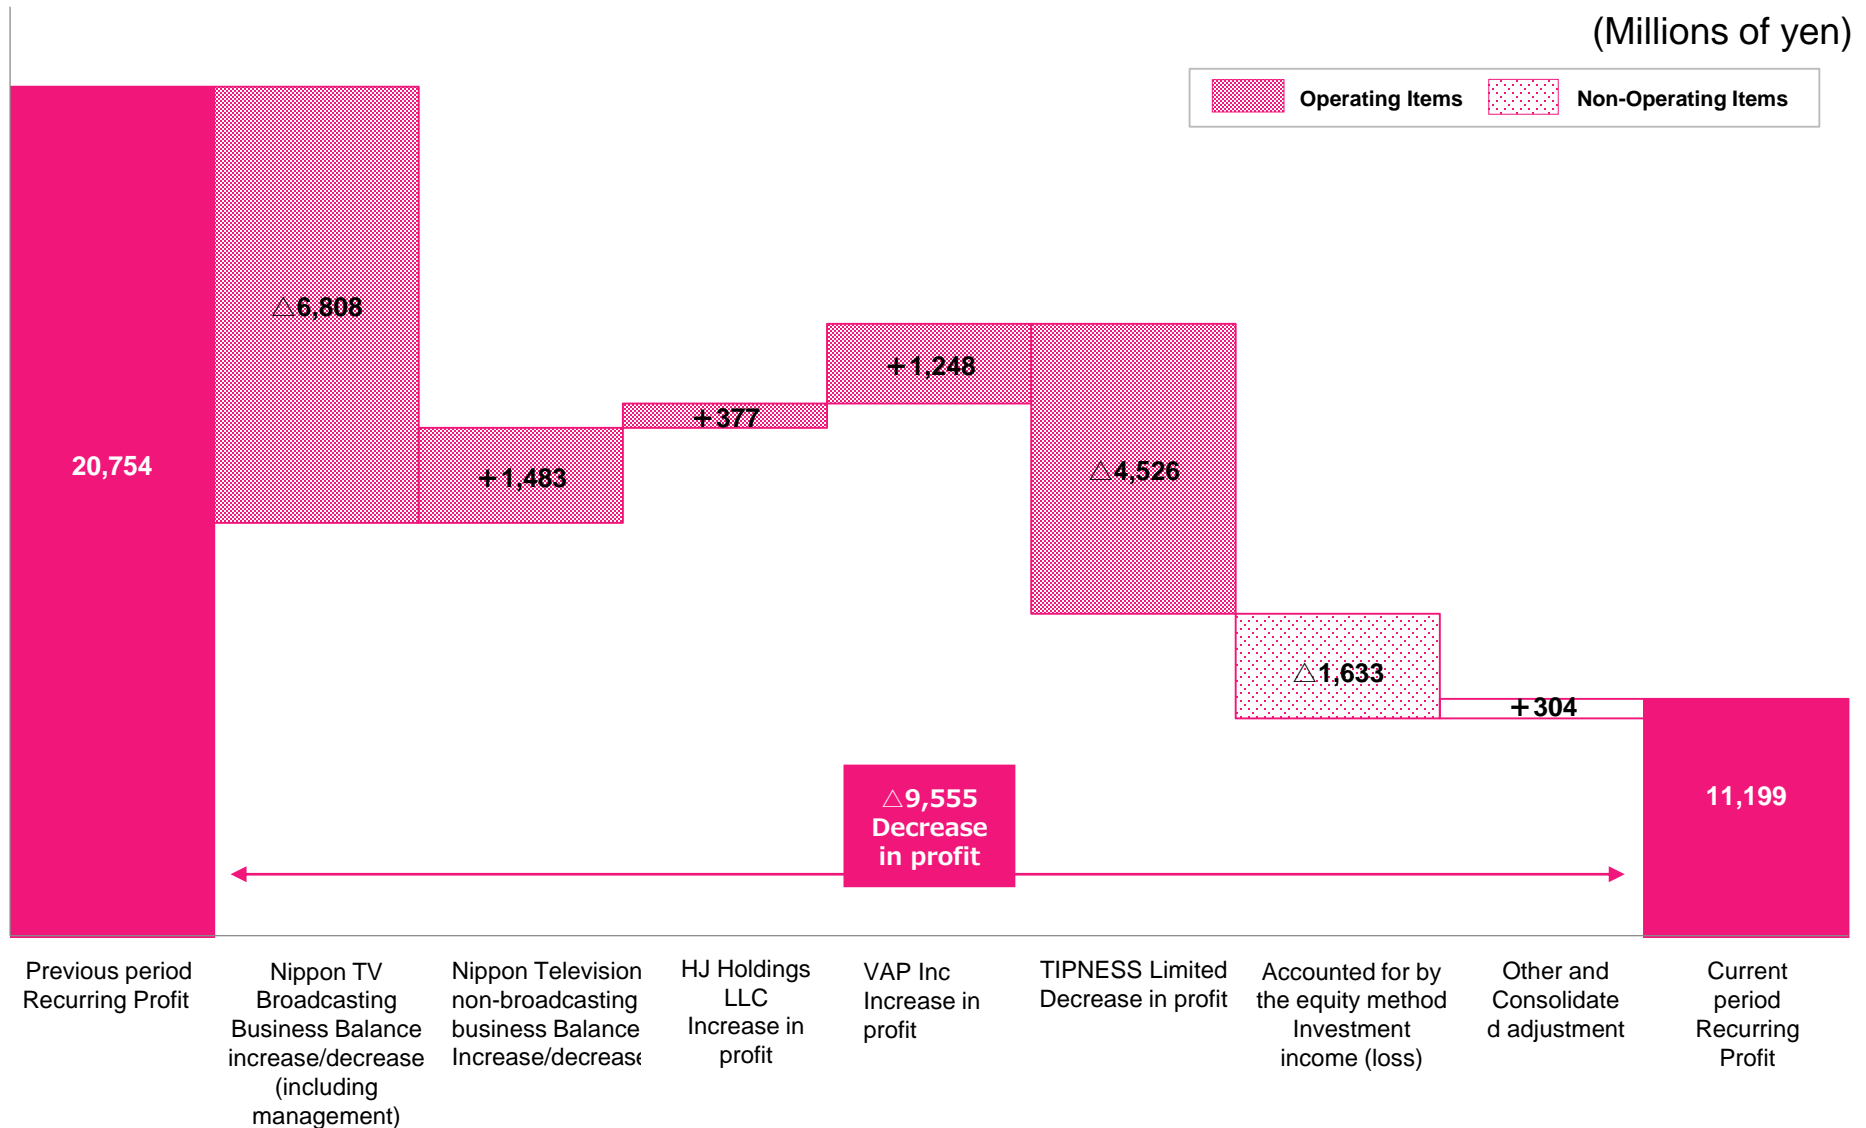 (Millions of yen)
Operating Items
Non-Operating Items
20,754
△6,808
+1,483
+377
+1,248
△4,526
△1,633
+304
11,199
△9,555
Decrease
in profit
Previous period
Recurring Profit
Nippon TV
Broadcasting
Business Balance
increase/decrease
(including
management)
Nippon Television
non-broadcasting
business Balance
Increase/decrease
HJ Holdings
LLC
Increase in
profit
VAP Inc
Increase in
profit
TIPNESS Limited
Decrease in profit
Accounted for by
the equity method
Investment
income (loss)
Other and
Consolidate
d adjustment
Current
period
Recurring
Profit